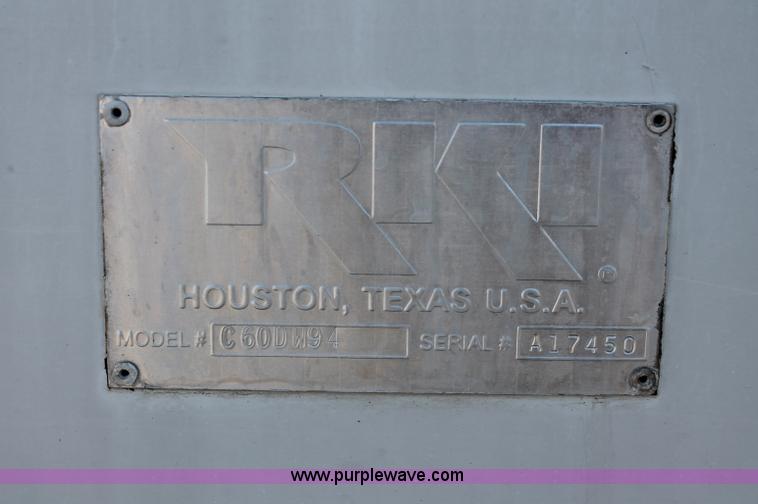 RKI
®
HOUSTON, TEXAS U.S.A.
MODEL # C60DW94 SERIAL # A17450
www.purplewave.com